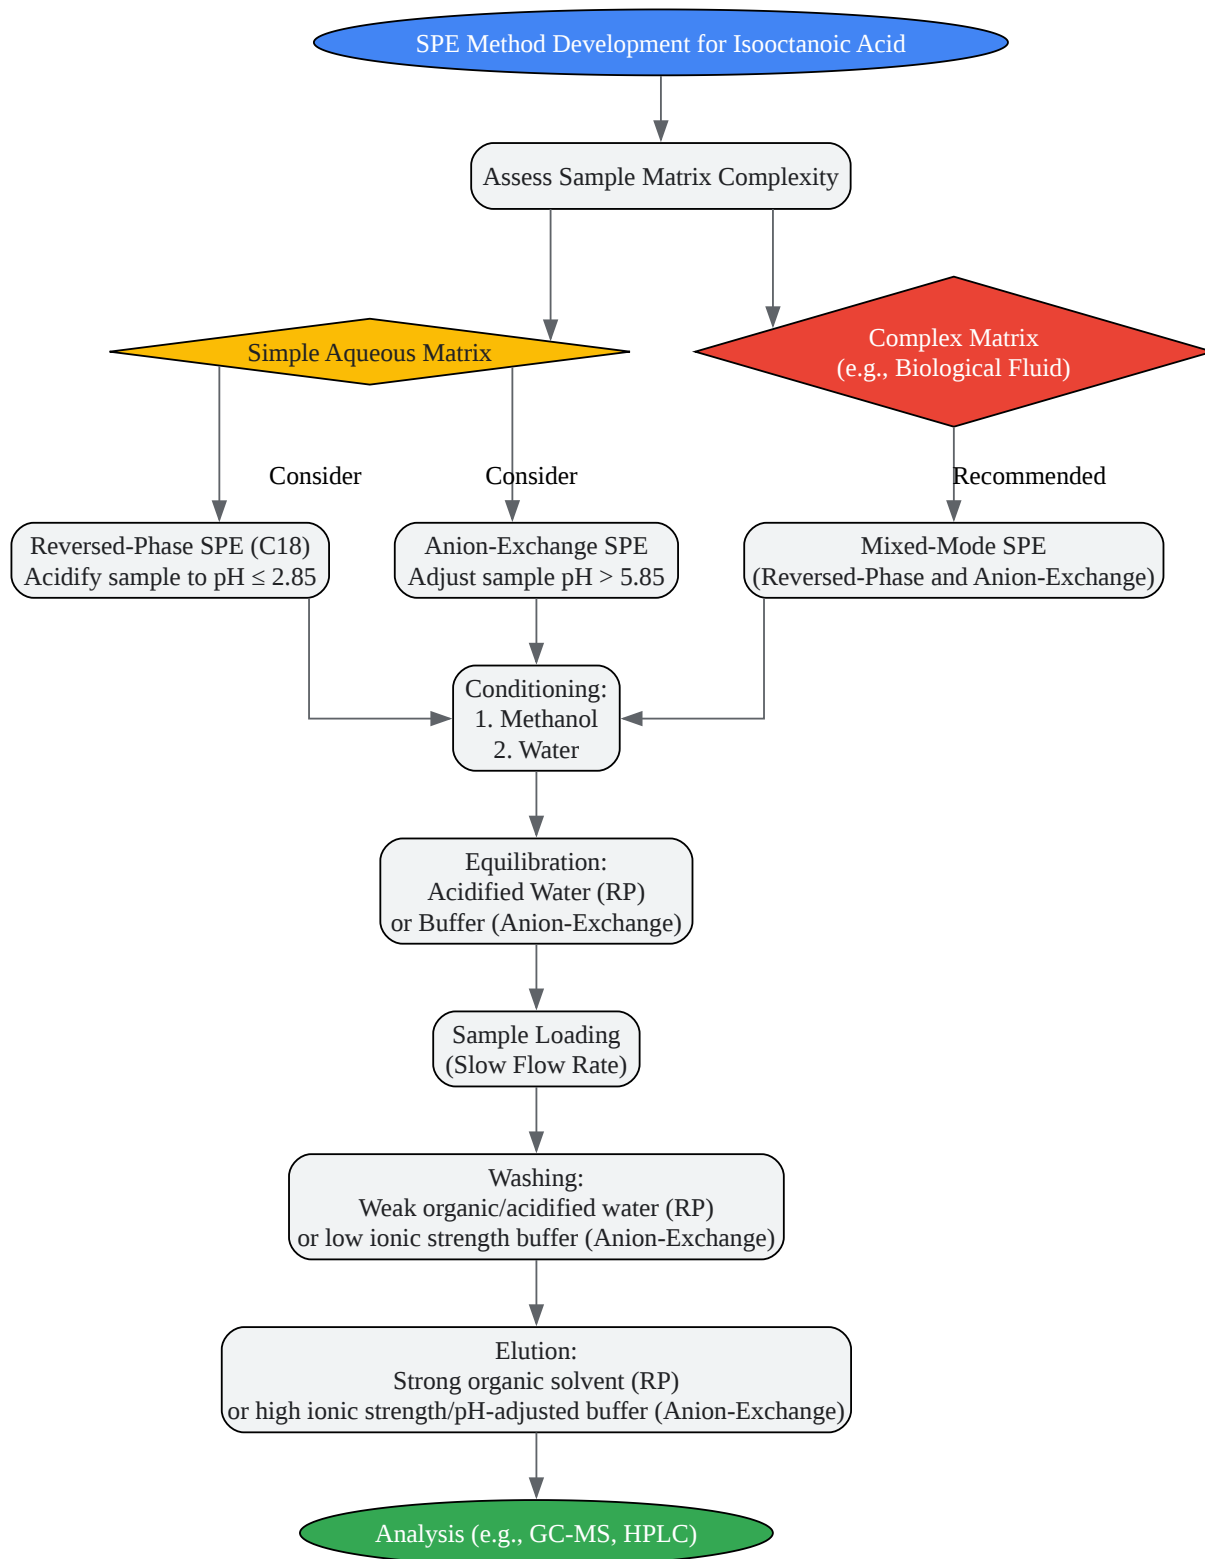 SPE Method Development for Isooctanoic Acid
Assess Sample Matrix Complexity
Simple Aqueous Matrix
Complex Matrix
(e.g., Biological Fluid)
Consider
Consider
Recommended
Reversed-Phase SPE (C18)
Acidify sample to pH ≤ 2.85
Anion-Exchange SPE
Adjust sample pH > 5.85
Mixed-Mode SPE
(Reversed-Phase and Anion-Exchange)
Conditioning:
1. Methanol
2. Water
Equilibration:
Acidified Water (RP)
or Buffer (Anion-Exchange)
Sample Loading
(Slow Flow Rate)
Washing:
Weak organic/acidified water (RP)
or low ionic strength buffer (Anion-Exchange)
Elution:
Strong organic solvent (RP)
or high ionic strength/pH-adjusted buffer (Anion-Exchange)
Analysis (e.g., GC-MS, HPLC)